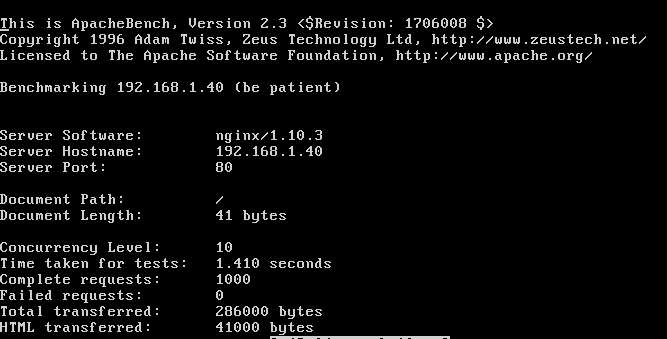 This is ApacheBench, Version 2.3 <$Revision: 1706008 $>
Copyright 1996 Adam Twiss, Zeus Technology Ltd, http://www.zeustech.net/
Licensed to The Apache Software Foundation, http://www.apache.org/
Benchmarking 192.168.1.40 (be patient)
Server Software: nginx/1.10.3
Server Hostname: 192.168.1.40
Server Port: 80
Document Path: /
Document Length: 41 bytes
Concurrency Level: 10
Time taken for tests: 1.410 seconds
Complete requests: 1000
Failed requests: 0
Total transferred: 286000 bytes
HTML transferred: 41000 bytes